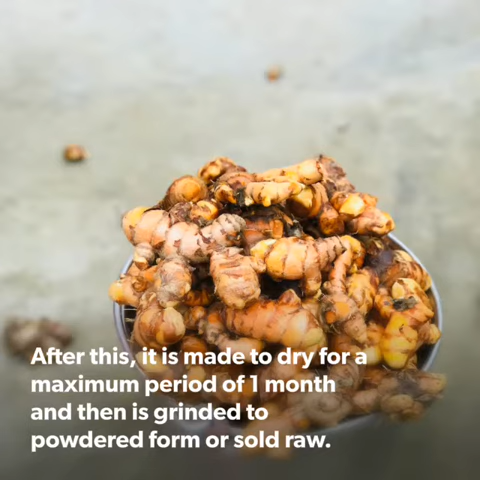 After this, it is made to dry for a
maximum period of 1 month
and then is grinded to
powdered form or sold raw.